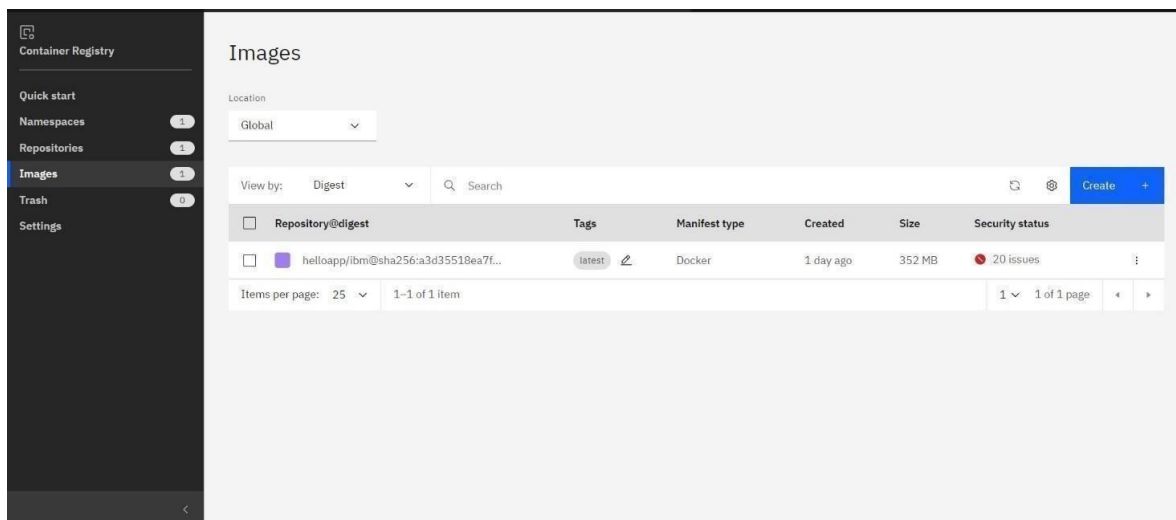 Container Registry
Quick start
Namespaces 1
Repositories 1
Images 1
Trash 0
Settings
Images
Location
Global
View by: Digest Search Create +
Repository@digest Tags Manifest type Created Size Security status
helloapp/ibm@sha256:a3d35518ea7f... latest Docker 1 day ago 352 MB 20 issues
Items per page: 25 1–1 of 1 item 1 1 of 1 page